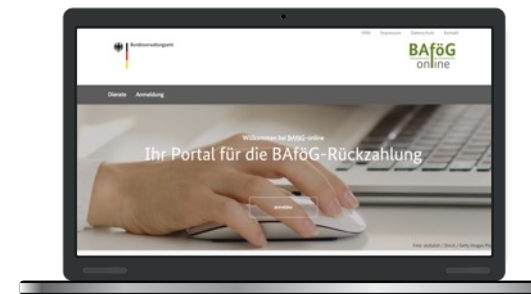 Hilfe Impressum Datenschutz Kontakt
Bundesverwaltungsamt
BAföG
online
Dienste Anmeldung
Willkommen bei BAföG-online
Ihr Portal für die BAföG-Rückzahlung
anmelden